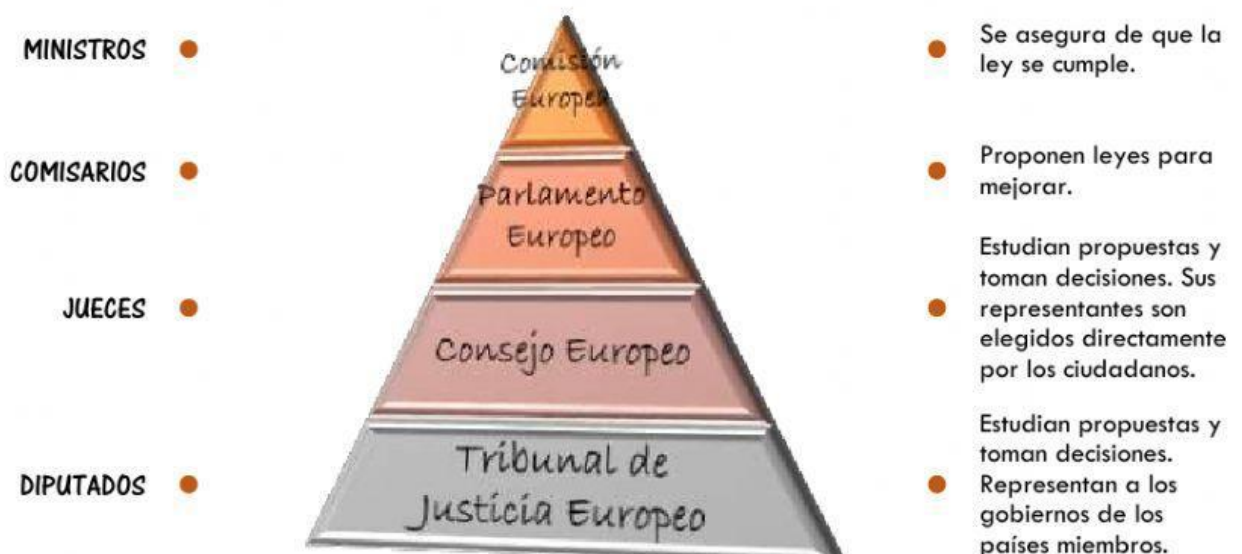 MINISTROS
COMISARIOS
JUECES
DIPUTADOS
Comisión
Europea
Parlamento
Europeo
Consejo Europeo
Tribunal de
Justicia Europeo
Se asegura de que la
ley se cumple.
Proponen leyes para
mejorar.
Estudian propuestas y
toman decisiones. Sus
representantes son
elegidos directamente
por los ciudadanos.
Estudian propuestas y
toman decisiones.
Representan a los
gobiernos de los
países miembros.